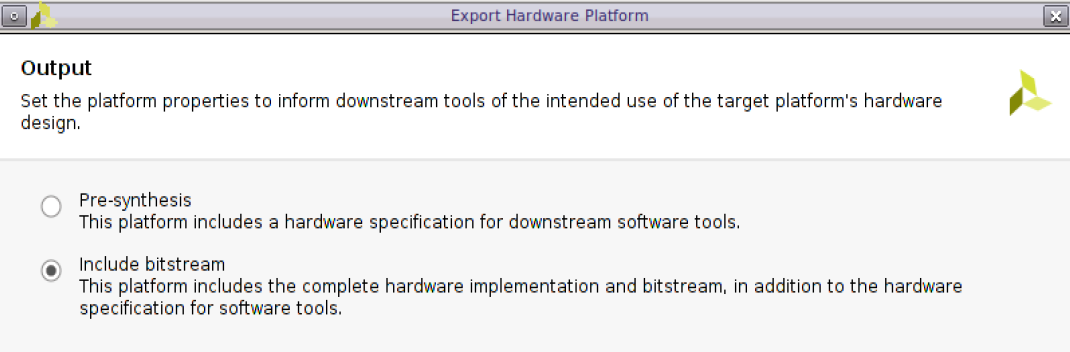 Export Hardware Platform
Output
Set the platform properties to inform downstream tools of the intended use of the target platform's hardware
design.
Pre-synthesis
This platform includes a hardware specification for downstream software tools.
Include bitstream
This platform includes the complete hardware implementation and bitstream, in addition to the hardware
specification for software tools.